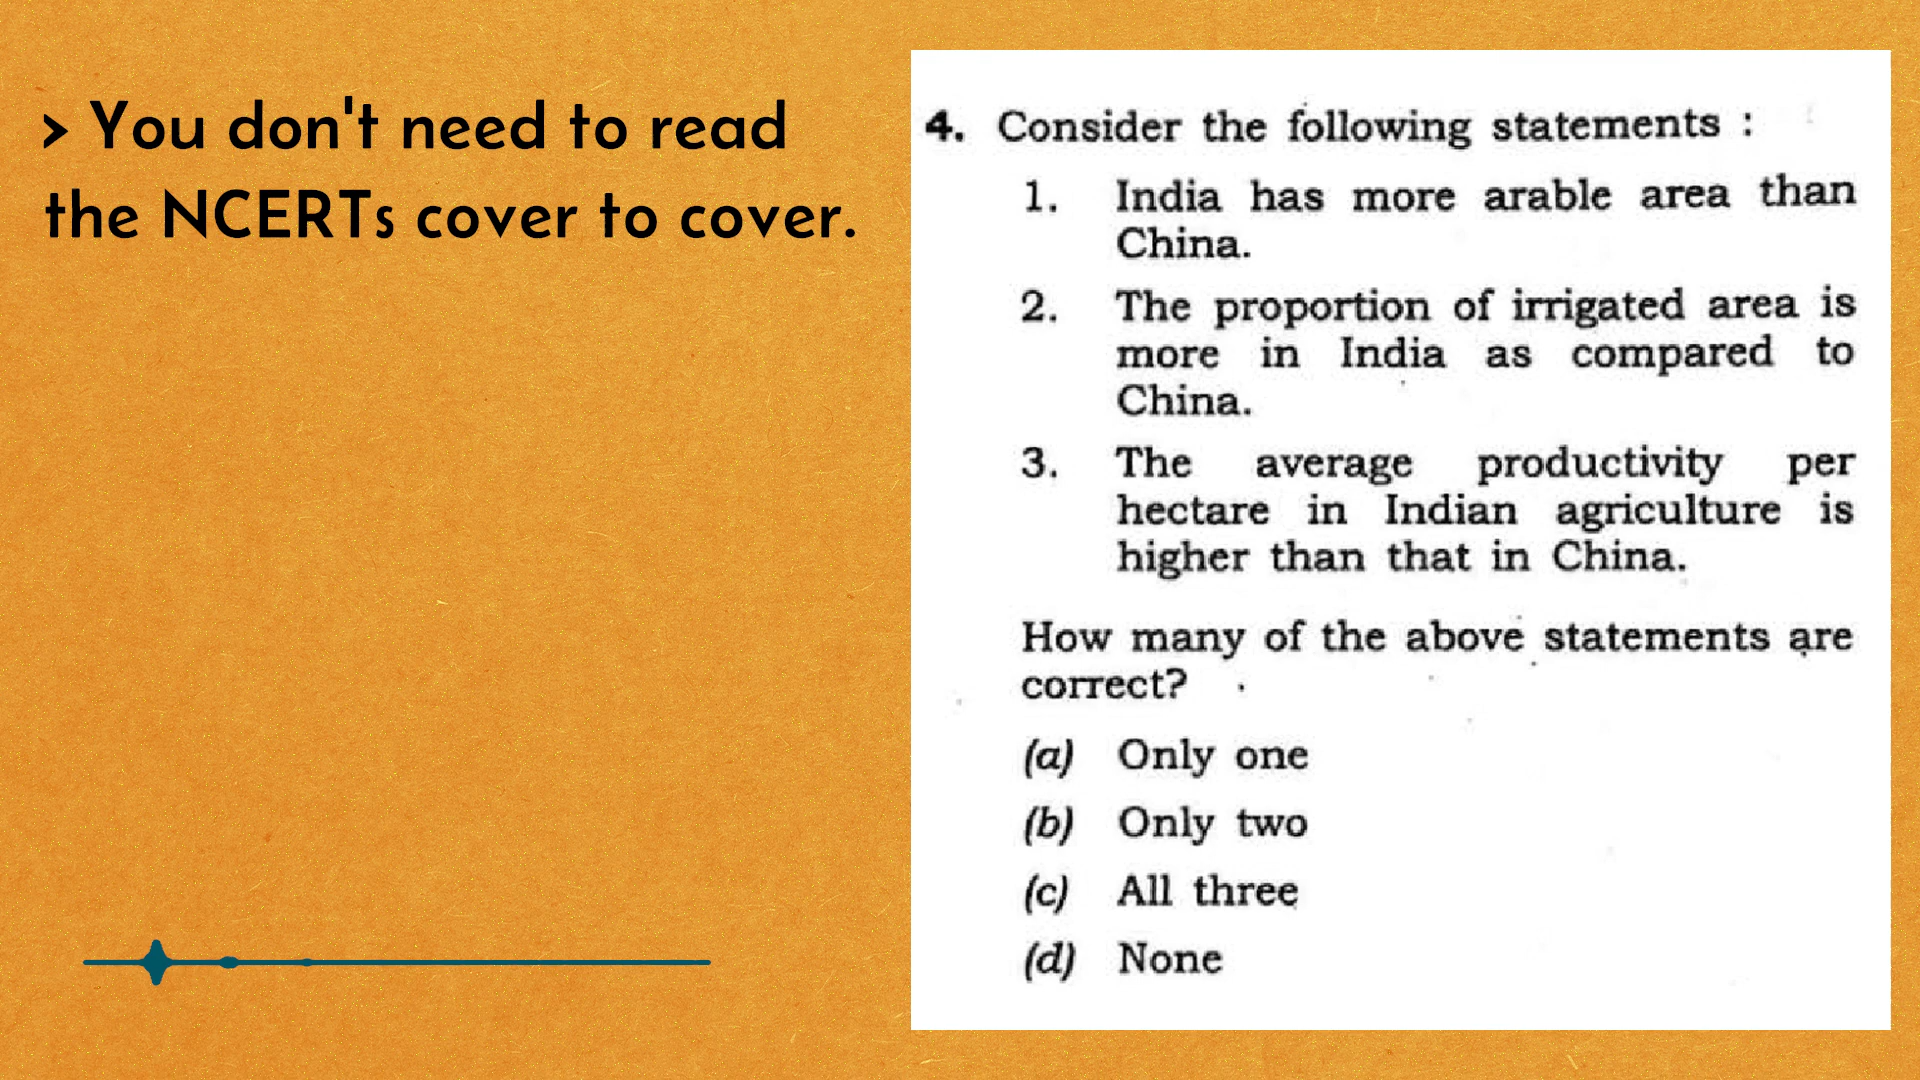 > You don't need to read
the NCERTs cover to cover.
4. Consider the following statements :
1. India has more arable area than
China.
2. The proportion of irrigated area is
more in India as compared to
China.
3. The average productivity per
hectare in Indian agriculture is
higher than that in China.
How many of the above statements are
correct?
(a) Only one
(b) Only two
(c) All three
(d) None